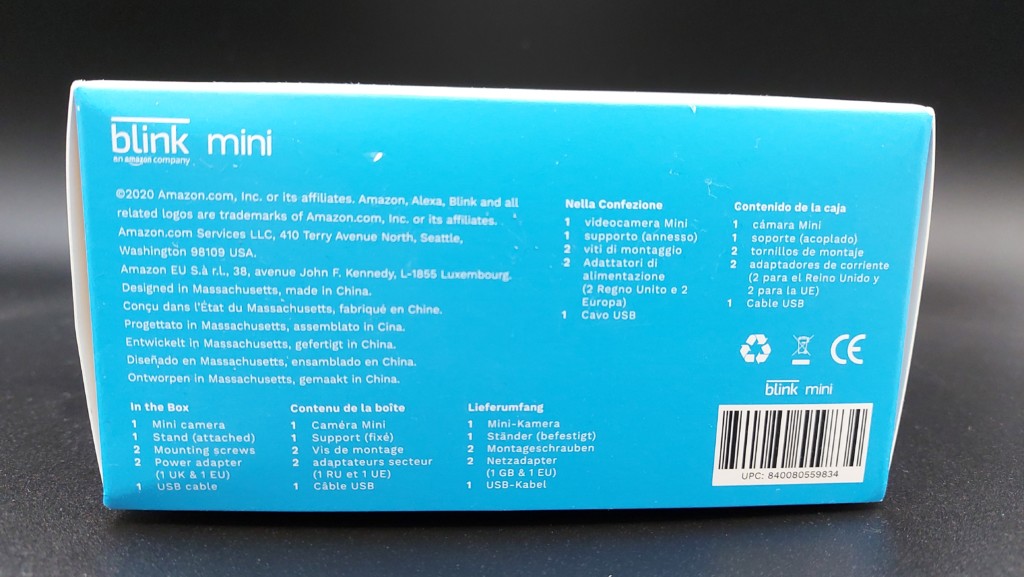 blink mini
an amazon company
©2020 Amazon.com, Inc. or its affiliates. Amazon, Alexa, Blink and all
related logos are trademarks of Amazon.com, Inc. or its affiliates.
Amazon.com Services LLC, 410 Terry Avenue North, Seattle,
Washington 98109 USA.
Amazon EU S.à r.l., 38, avenue John F. Kennedy, L-1855 Luxembourg.
Designed in Massachusetts, made in China.
Conçu dans l'État du Massachusetts, fabriqué en Chine.
Progettato in Massachusetts, assemblato in Cina.
Entwickelt in Massachusetts, gefertigt in China.
Diseñado en Massachusetts, ensamblado en China.
Ontworpen in Massachusetts, gemaakt in China.
In the Box
1 Mini camera
1 Stand (attached)
2 Mounting screws
2 Power adapter
(1 UK & 1 EU)
1 USB cable
Contenu de la boîte
1 Caméra Mini
1 Support (fixé)
2 Vis de montage
2 adaptateurs secteur
(1 RU et 1 UE)
1 Câble USB
Lieferumfang
1 Mini-Kamera
1 Ständer (befestigt)
2 Montageschrauben
2 Netzadapter
(1 GB & 1 EU)
1 USB-Kabel
Nella Confezione
1 videocamera Mini
1 supporto (annesso)
2 viti di montaggio
2 Adattatori di
alimentazione
(2 Regno Unito e 2
Europa)
1 Cavo USB
Contenido de la caja
1 cámara Mini
1 soporte (acoplado)
2 tornillos de montaje
2 adaptadores de corriente
(2 para el Reino Unido y
2 para la UE)
1 Cable USB
CE
blink mini
UPC: 840080559834